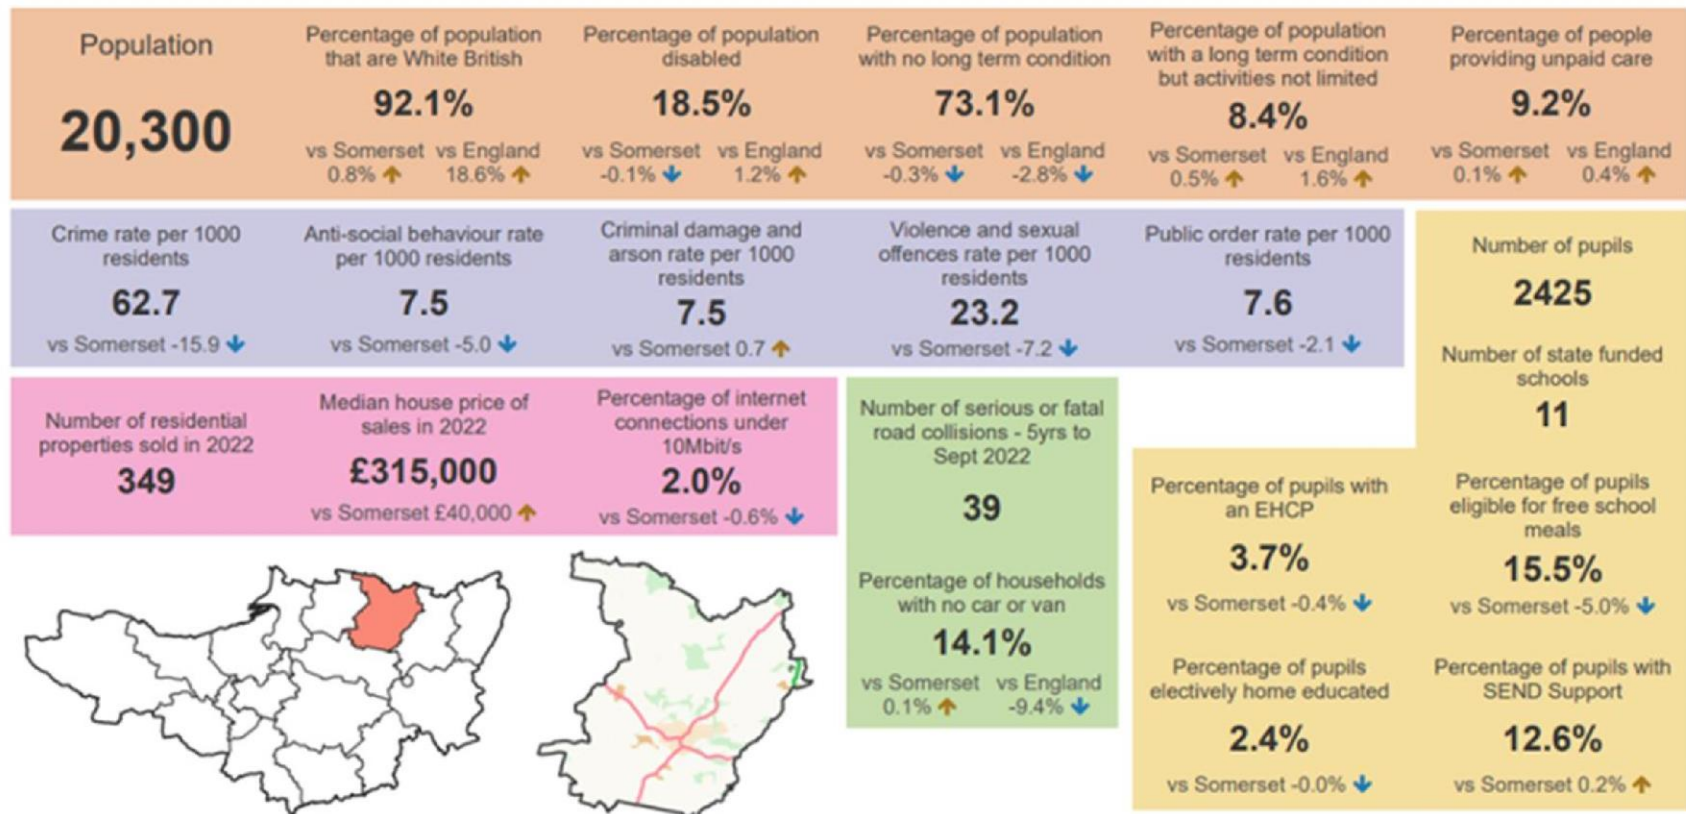 Population
20,300
Percentage of population
that are White British
92.1%
vs Somerset vs England
0.8% 18.6%
Percentage of population
disabled
18.5%
vs Somerset vs England
-0.1% 1.2%
Percentage of population
with no long term condition
73.1%
vs Somerset vs England
-0.3% -2.8%
Percentage of population
with a long term condition
but activities not limited
8.4%
vs Somerset vs England
0.5% 1.6%
Percentage of people
providing unpaid care
9.2%
vs Somerset vs England
0.1% 0.4%
Crime rate per 1000
residents
62.7
vs Somerset -15.9
Anti-social behaviour rate
per 1000 residents
7.5
vs Somerset -5.0
Criminal damage and
arson rate per 1000
residents
7.5
vs Somerset 0.7
Violence and sexual
offences rate per 1000
residents
23.2
vs Somerset -7.2
Public order rate per 1000
residents
7.6
vs Somerset -2.1
Number of pupils
2425
Number of state funded
schools
11
Number of residential
properties sold in 2022
349
Median house price of
sales in 2022
£315,000
vs Somerset £40,000
Percentage of internet
connections under
10Mbit/s
2.0%
vs Somerset -0.6%
Number of serious or fatal
road collisions - 5yrs to
Sept 2022
39
Percentage of households
with no car or van
14.1%
vs Somerset vs England
0.1% -9.4%
Percentage of pupils with
an EHCP
3.7%
vs Somerset -0.4%
Percentage of pupils
eligible for free school
meals
15.5%
vs Somerset -5.0%
Percentage of pupils
electively home educated
2.4%
vs Somerset -0.0%
Percentage of pupils with
SEND Support
12.6%
vs Somerset 0.2%